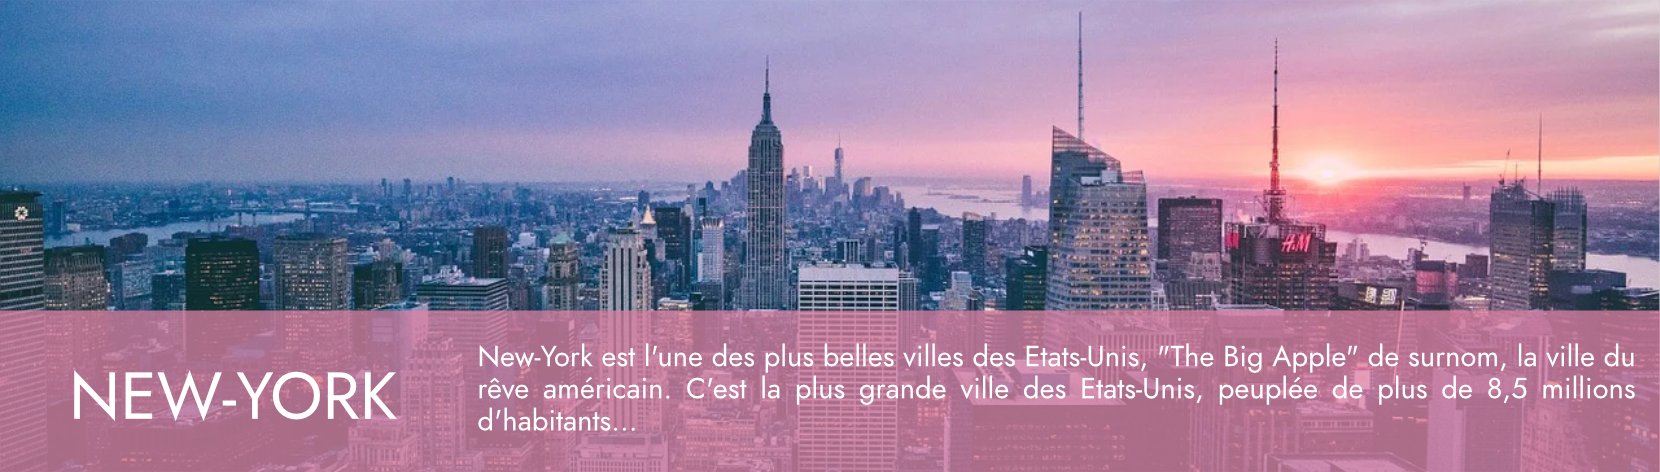 H&M
NEW-YORK
New-York est l'une des plus belles villes des Etats-Unis, "The Big Apple" de surnom, la ville du
rêve américain. C'est la plus grande ville des Etats-Unis, peuplée de plus de 8,5 millions
d'habitants...